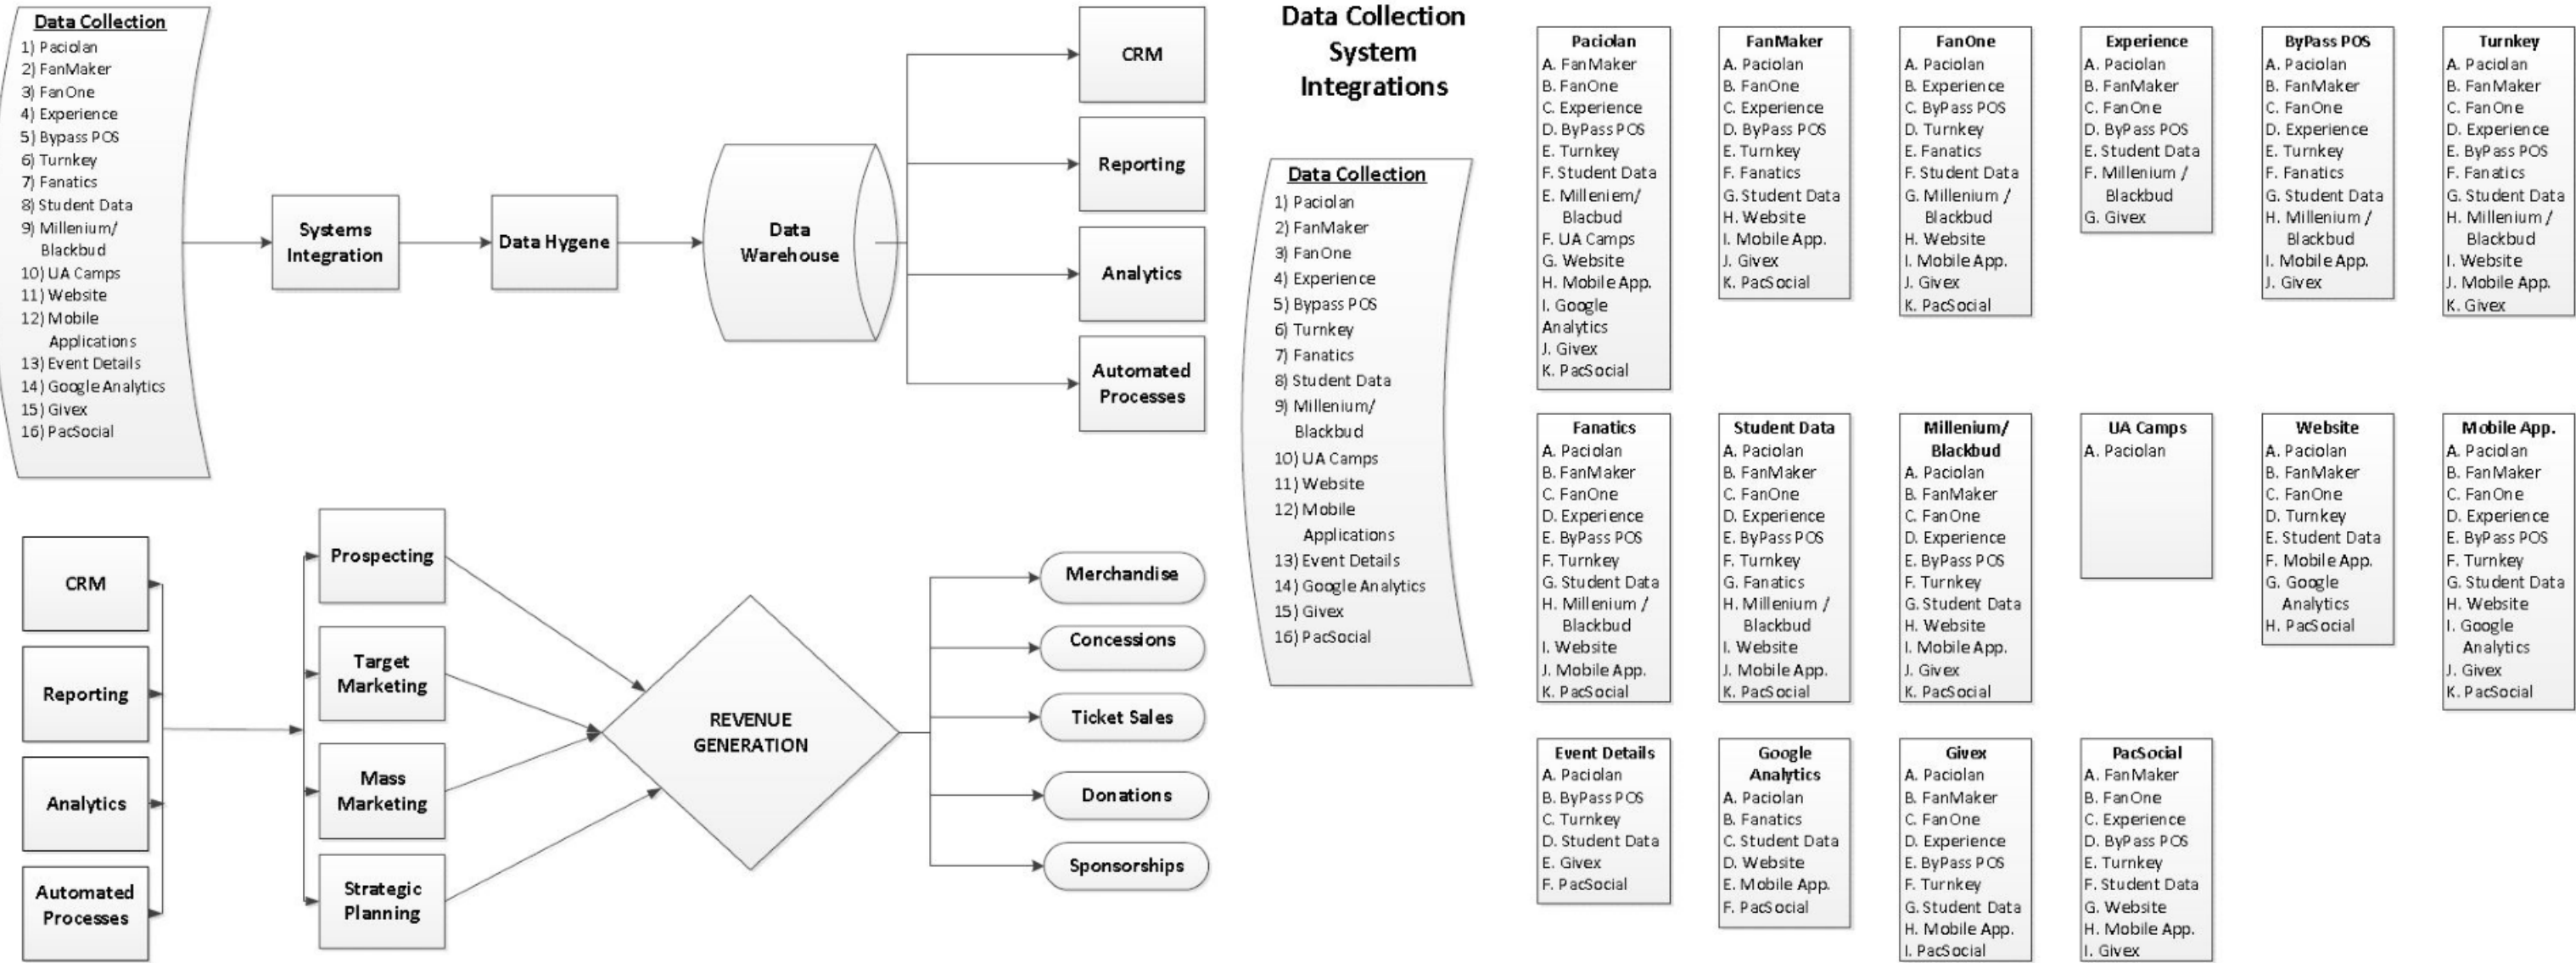 Data Collection
1) Paciolan
2) FanMaker
3) FanOne
4) Experience
5) Bypass POS
6) Turnkey
7) Fanatics
8) Student Data
9) Millenium/
Blackbud
10) UA Camps
11) Website
12) Mobile
Applications
13) Event Details
14) Google Analytics
15) Givex
16) PacSocial
Systems
Integration
Data Hygene
Data
Warehouse
CRM
Reporting
Analytics
Automated
Processes
CRM
Reporting
Analytics
Automated
Processes
Prospecting
Target
Marketing
Mass
Marketing
Strategic
Planning
REVENUE
GENERATION
Merchandise
Concessions
Ticket Sales
Donations
Sponsorships
Data Collection
System
Integrations
Data Collection
1) Paciolan
2) FanMaker
3) FanOne
4) Experience
5) Bypass POS
6) Turnkey
7) Fanatics
8) Student Data
9) Millenium/
Blackbud
10) UA Camps
11) Website
12) Mobile
Applications
13) Event Details
14) Google Analytics
15) Givex
16) PacSocial
Paciolan
A. FanMaker
B. FanOne
C. Experience
D. ByPass POS
E. Turnkey
F. Student Data
E. Milleniem/
Blacbud
F. UA Camps
G. Website
H. Mobile App.
I. Google
Analytics
J. Givex
K. PacSocial
FanMaker
A. Paciolan
B. FanOne
C. Experience
D. ByPass POS
E. Turnkey
F. Fanatics
G. Student Data
H. Website
I. Mobile App.
J. Givex
K. PacSocial
FanOne
A. Paciolan
B. Experience
C. ByPass POS
D. Turnkey
E. Fanatics
F. Student Data
G. Millenium /
Blackbud
H. Website
I. Mobile App.
J. Givex
K. PacSocial
Experience
A. Paciolan
B. FanMaker
C. FanOne
D. ByPass POS
E. Student Data
F. Millenium /
Blackbud
G. Givex
ByPass POS
A. Paciolan
B. FanMaker
C. FanOne
D. Experience
E. Turnkey
F. Fanatics
G. Student Data
H. Millenium /
Blackbud
I. Mobile App.
J. Givex
Turnkey
A. Paciolan
B. FanMaker
C. FanOne
D. Experience
E. ByPass POS
F. Fanatics
G. Student Data
H. Millenium /
Blackbud
I. Website
J. Mobile App.
K. Givex
Fanatics
A. Paciolan
B. FanMaker
C. FanOne
D. Experience
E. ByPass POS
F. Turnkey
G. Student Data
H. Millenium /
Blackbud
I. Website
J. Mobile App.
K. PacSocial
Student Data
A. Paciolan
B. FanMaker
C. FanOne
D. Experience
E. ByPass POS
F. Turnkey
G. Fanatics
H. Millenium /
Blackbud
I. Website
J. Mobile App.
K. PacSocial
Millenium/
Blackbud
A. Paciolan
B. FanMaker
C. FanOne
D. Experience
E. ByPass POS
F. Turnkey
G. Student Data
H. Website
I. Mobile App.
J. Givex
K. PacSocial
UA Camps
A. Paciolan
Website
A. Paciolan
B. FanMaker
C. FanOne
D. Turnkey
E. Student Data
F. Mobile App.
G. Google
Analytics
H. PacSocial
Mobile App.
A. Paciolan
B. FanMaker
C. FanOne
D. Experience
E. ByPass POS
F. Turnkey
G. Student Data
H. Website
I. Google
Analytics
J. Givex
K. PacSocial
Event Details
A. Paciolan
B. ByPass POS
C. Turnkey
D. Student Data
E. Givex
F. PacSocial
Google
Analytics
A. Paciolan
B. Fanatics
C. Student Data
D. Website
E. Mobile App.
F. PacSocial
Givex
A. Paciolan
B. FanMaker
C. FanOne
D. Experience
E. ByPass POS
F. Turnkey
G. Student Data
H. Mobile App.
I. PacSocial
PacSocial
A. FanMaker
B. FanOne
C. Experience
D. ByPass POS
E. Turnkey
F. Student Data
G. Website
H. Mobile App.
I. Givex